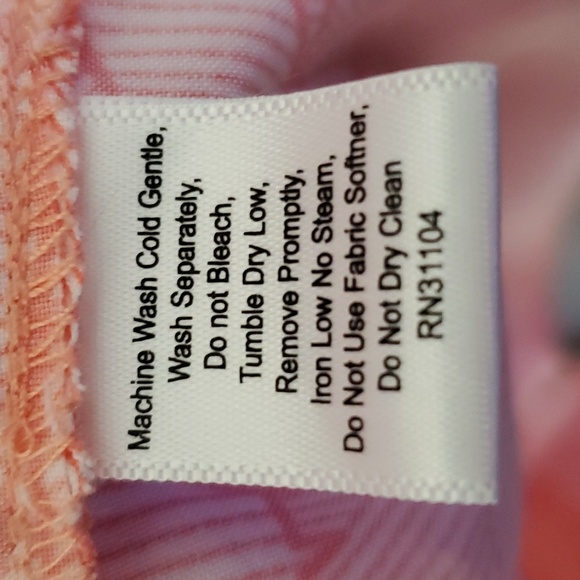 Machine Wash Cold Gentle,
Wash Separately,
Do not Bleach,
Tumble Dry Low,
Remove Promptly,
Iron Low No Steam,
Do Not Use Fabric Softner,
Do Not Dry Clean
RN31104